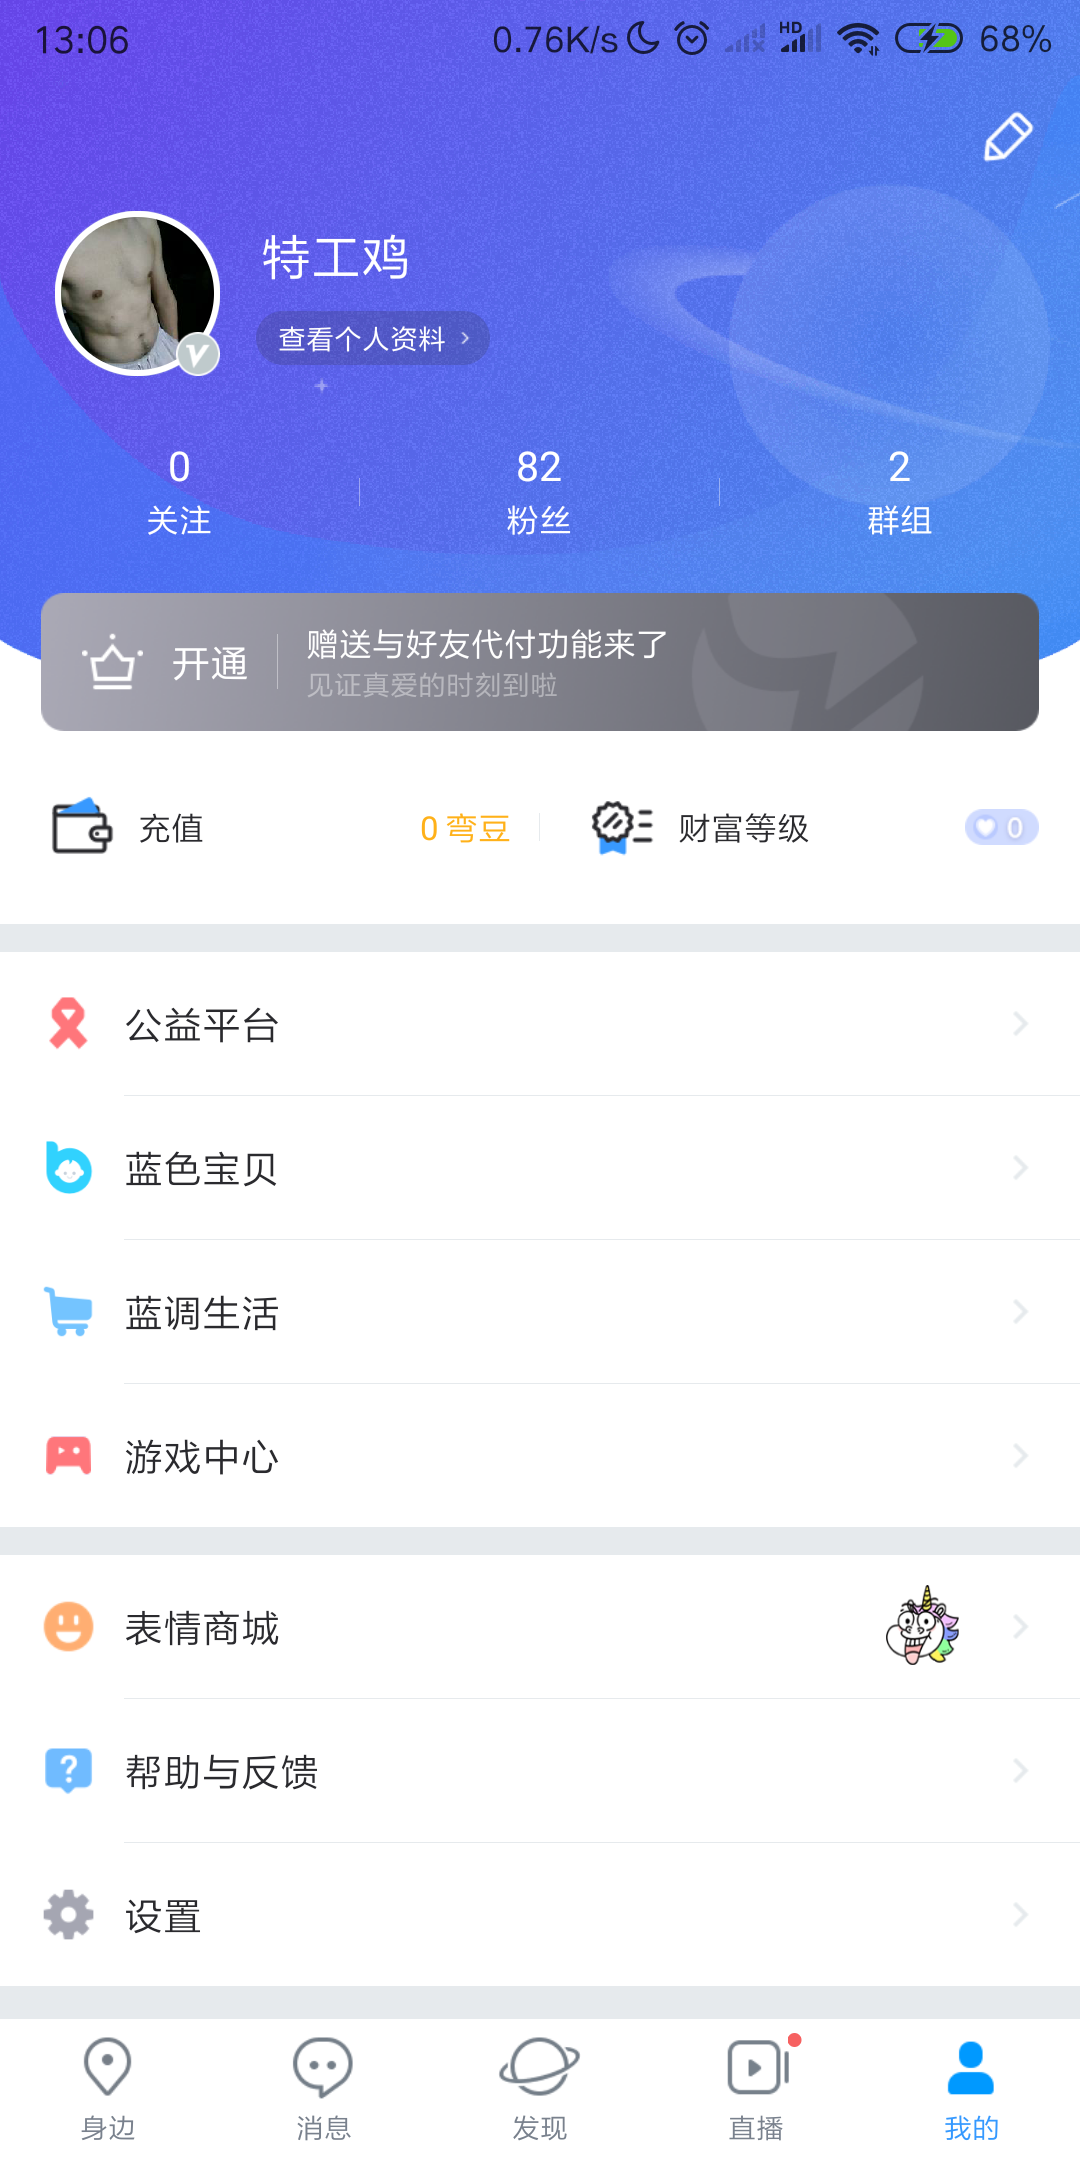 13:06 0.76K/s HD 68%
特工鸡
查看个人资料
0 82 2
关注 粉丝 群组
开通 赠送与好友代付功能来了
见证真爱的时刻到啦
充值 0 弯豆 财富等级 0
公益平台
蓝色宝贝
蓝调生活
游戏中心
表情商城
帮助与反馈
设置
身边 消息 发现 直播 我的